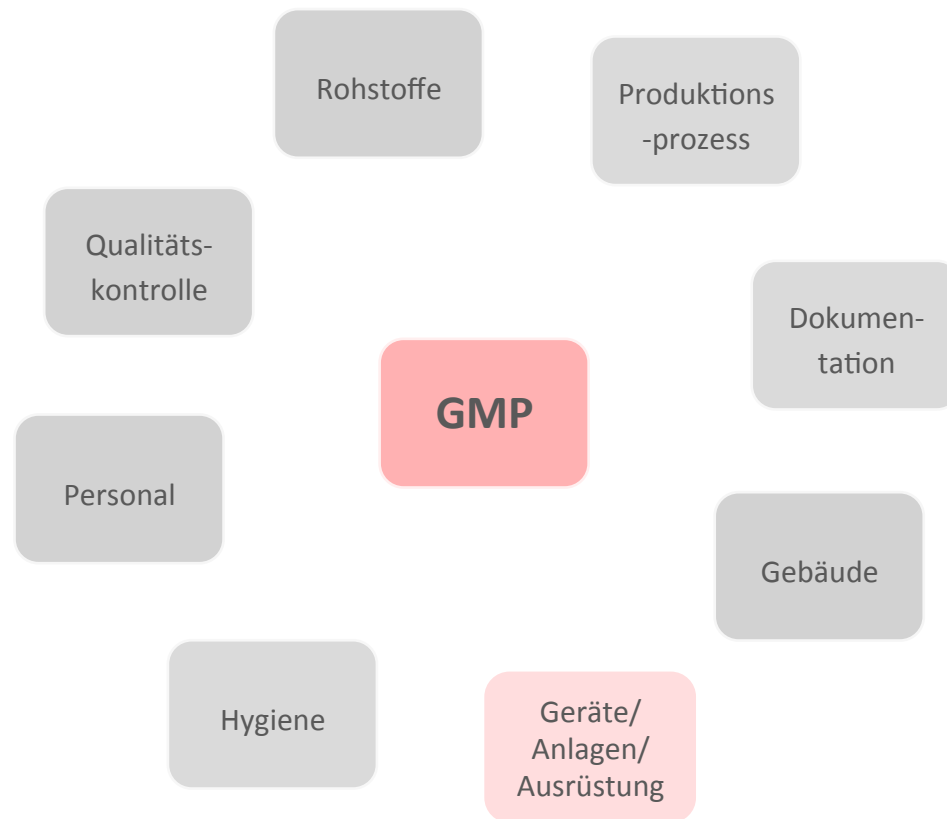 Rohstoffe
Produktions
-prozess
Qualitäts-
kontrolle
Dokumen-
tation
GMP
Personal
Gebäude
Hygiene
Geräte/
Anlagen/
Ausrüstung